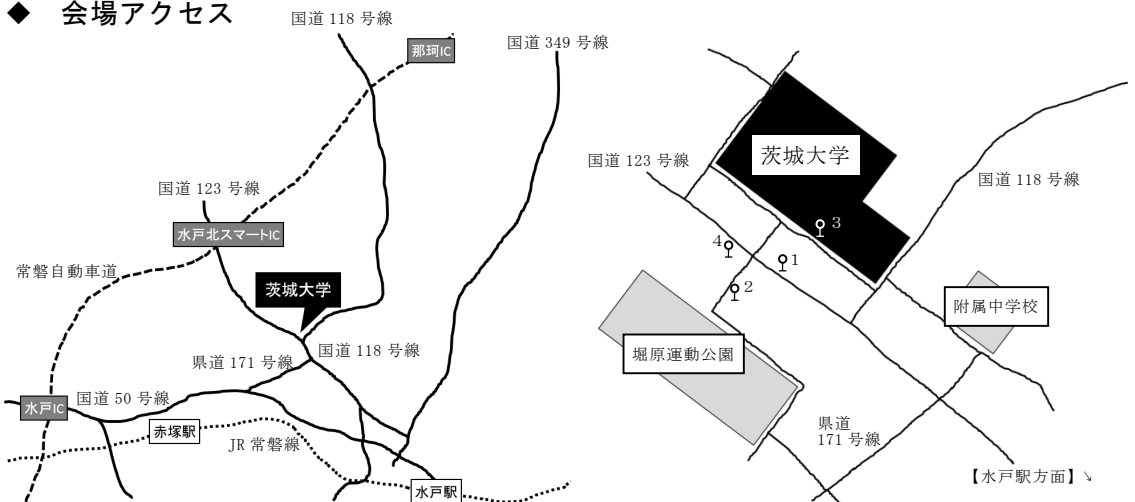 ◆ 会場アクセス
国道 118 号線
那珂IC
国道 349 号線
国道 123 号線
水戸北スマートIC
常磐自動車道
茨城大学
県道 171 号線
国道 118 号線
国道 50 号線
水戸IC
赤塚駅
JR 常磐線
水戸駅
茨城大学
国道 123 号線
国道 118 号線
3
4
1
2
附属中学校
堀原運動公園
県道
171 号線
【水戸駅方面】↘